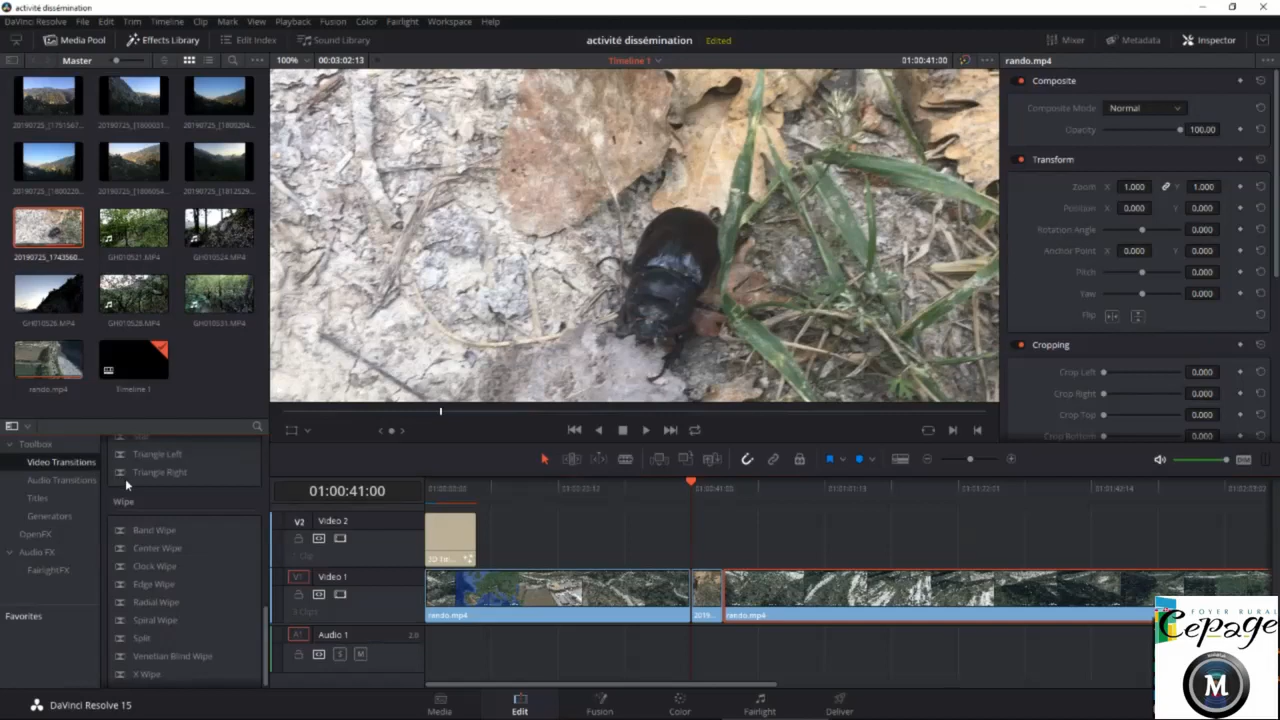 activité dissémination
DaVinci Resolve File Edit Trim Timeline Clip Mark View Playback Fusion Color Fairlight Workspace Help
Media Pool Effects Library Edit Index Sound Library activité dissémination Edited Mixer Metadata Inspector
Master 100% 00:03:02:13 Timeline 1 01:00:41:00 rando.mp4
Composite
Composite Mode Normal
Opacity 100.00
Transform
Zoom X 1.000 Y 1.000
Position X 0.000 Y 0.000
Rotation Angle 0.000
Anchor Point X 0.000 Y 0.000
Pitch 0.000
Yaw 0.000
Flip
Cropping
Crop Left 0.000
Crop Right 0.000
Crop Top 0.000
Crop Bottom 0.000
20190725_1743560... GH010521.MP4 GH010524.MP4
GH010526.MP4 GH010528.MP4 GH010531.MP4
rando.mp4 Timeline 1
Toolbox
Video Transitions
Audio Transitions
Titles
Generators
OpenFX
Audio FX
FairlightFX
Favorites
Star
Triangle Left
Triangle Right
Wipe
Band Wipe
Center Wipe
Clock Wipe
Edge Wipe
Radial Wipe
Spiral Wipe
Split
Venetian Blind Wipe
X Wipe
01:00:41:00
V2 Video 2
1 Clip
V1 Video 1
3 Clips
A1 Audio 1 2.0
S M
rando.mp4 2019... rando.mp4
DIM
FOYER RURAL
Cepage
M
DaVinci Resolve 15
Media Edit Fusion Color Fairlight Deliver